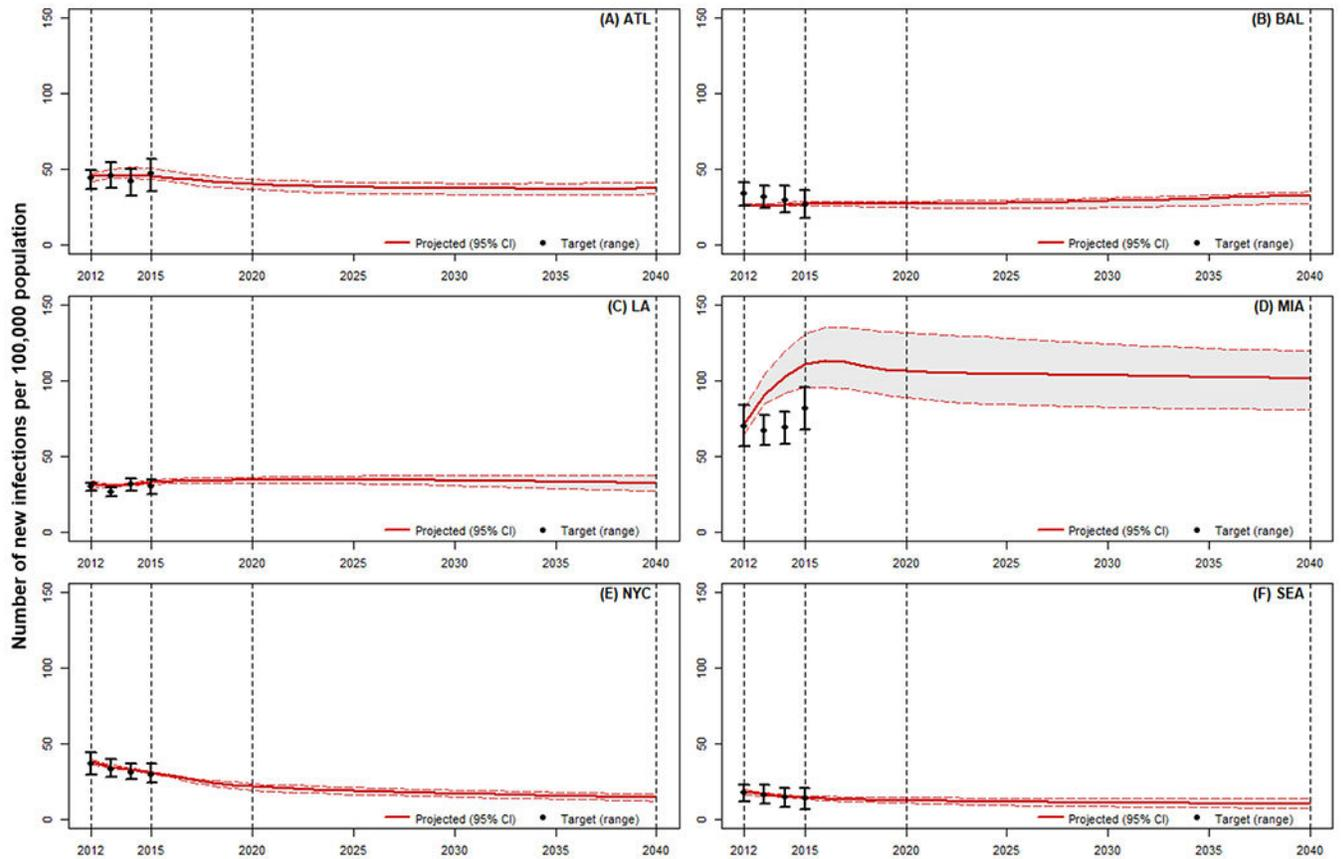 Number of new infections per 100,000 population
(A) ATL
150
100
50
0
Projected (95% CI) Target (range)
2012 2015 2020 2025 2030 2035 2040
(B) BAL
150
100
50
0
Projected (95% CI) Target (range)
2012 2015 2020 2025 2030 2035 2040
(C) LA
150
100
50
0
Projected (95% CI) Target (range)
2012 2015 2020 2025 2030 2035 2040
(D) MIA
150
100
50
0
Projected (95% CI) Target (range)
2012 2015 2020 2025 2030 2035 2040
(E) NYC
150
100
50
0
Projected (95% CI) Target (range)
2012 2015 2020 2025 2030 2035 2040
(F) SEA
150
100
50
0
Projected (95% CI) Target (range)
2012 2015 2020 2025 2030 2035 2040